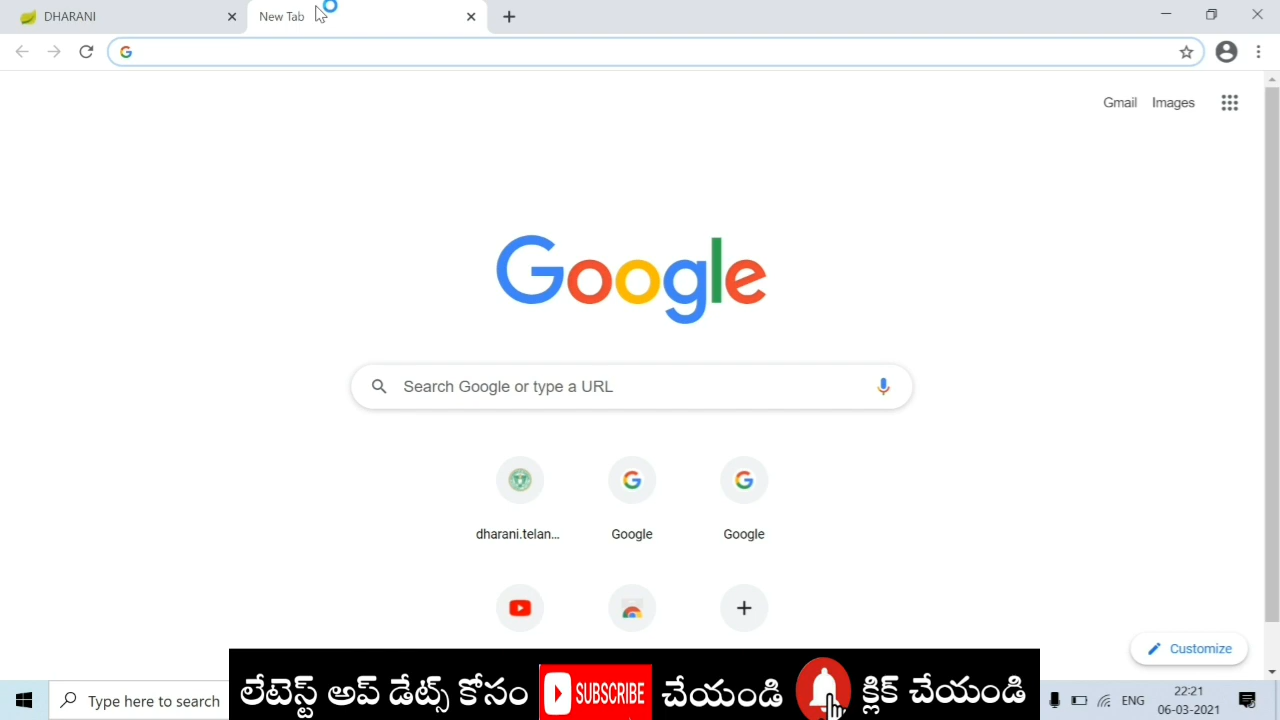 DHARANI
New Tab
Gmail Images
Google
Search Google or type a URL
dharani.telan... Google Google
Customize
లేటెస్ట్ అప్ డేట్స్ కోసం SUBSCRIBE చేయండి క్లిక్ చేయండి
Type here to search
ENG
22:21
06-03-2021